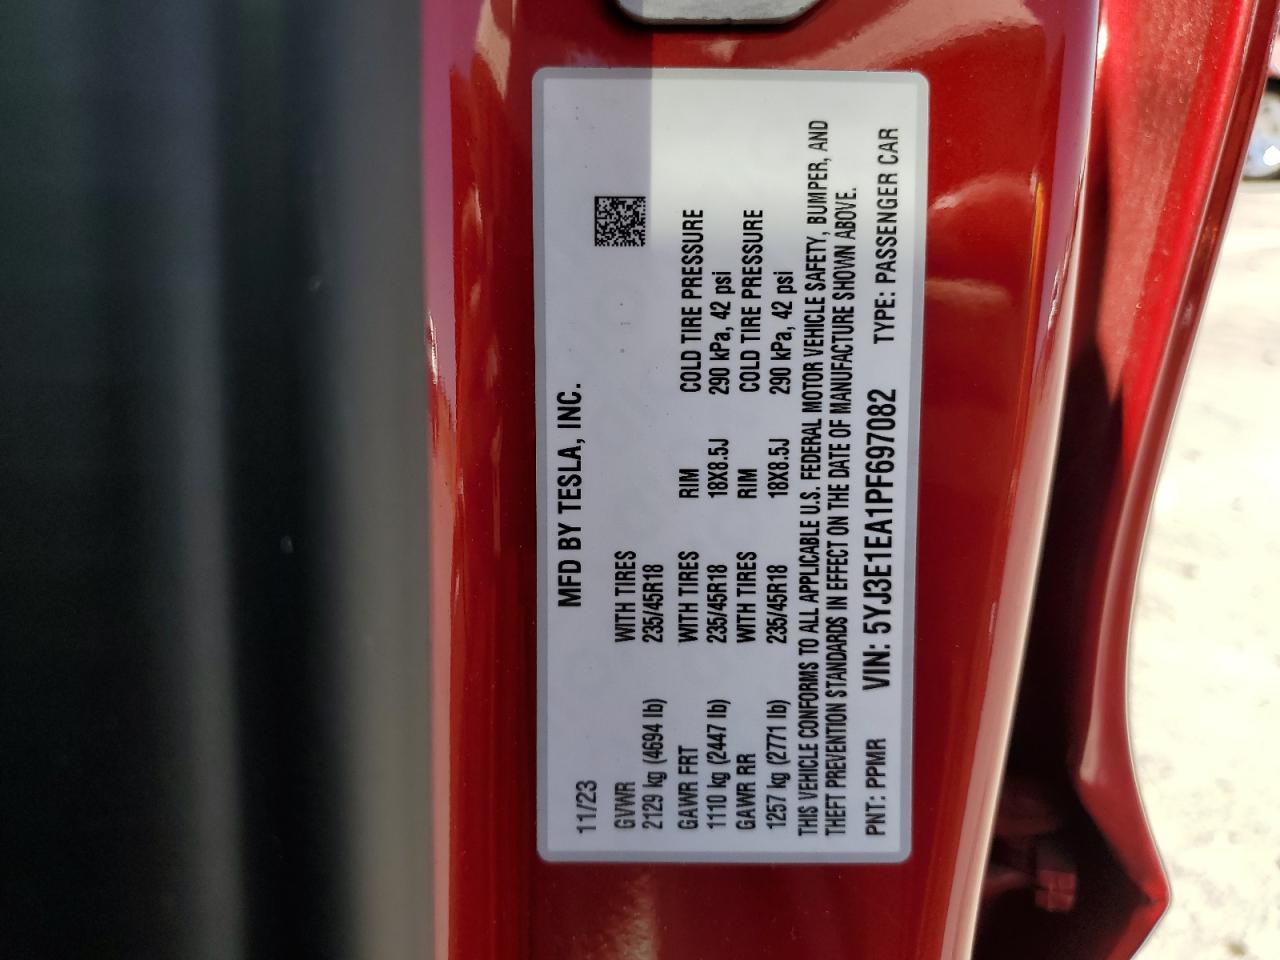 MFD BY TESLA, INC.
11/23
GVWR WITH TIRES
2129 kg (4694 lb) 235/45R18
GAWR FRT WITH TIRES RIM COLD TIRE PRESSURE
1110 kg (2447 lb) 235/45R18 18X8.5J 290 kPa, 42 psi
GAWR RR WITH TIRES RIM COLD TIRE PRESSURE
1257 kg (2771 lb) 235/45R18 18X8.5J 290 kPa, 42 psi
THIS VEHICLE CONFORMS TO ALL APPLICABLE U.S. FEDERAL MOTOR VEHICLE SAFETY, BUMPER, AND
THEFT PREVENTION STANDARDS IN EFFECT ON THE DATE OF MANUFACTURE SHOWN ABOVE.
PNT: PPMR VIN: 5YJ3E1EA1PF697082 TYPE: PASSENGER CAR